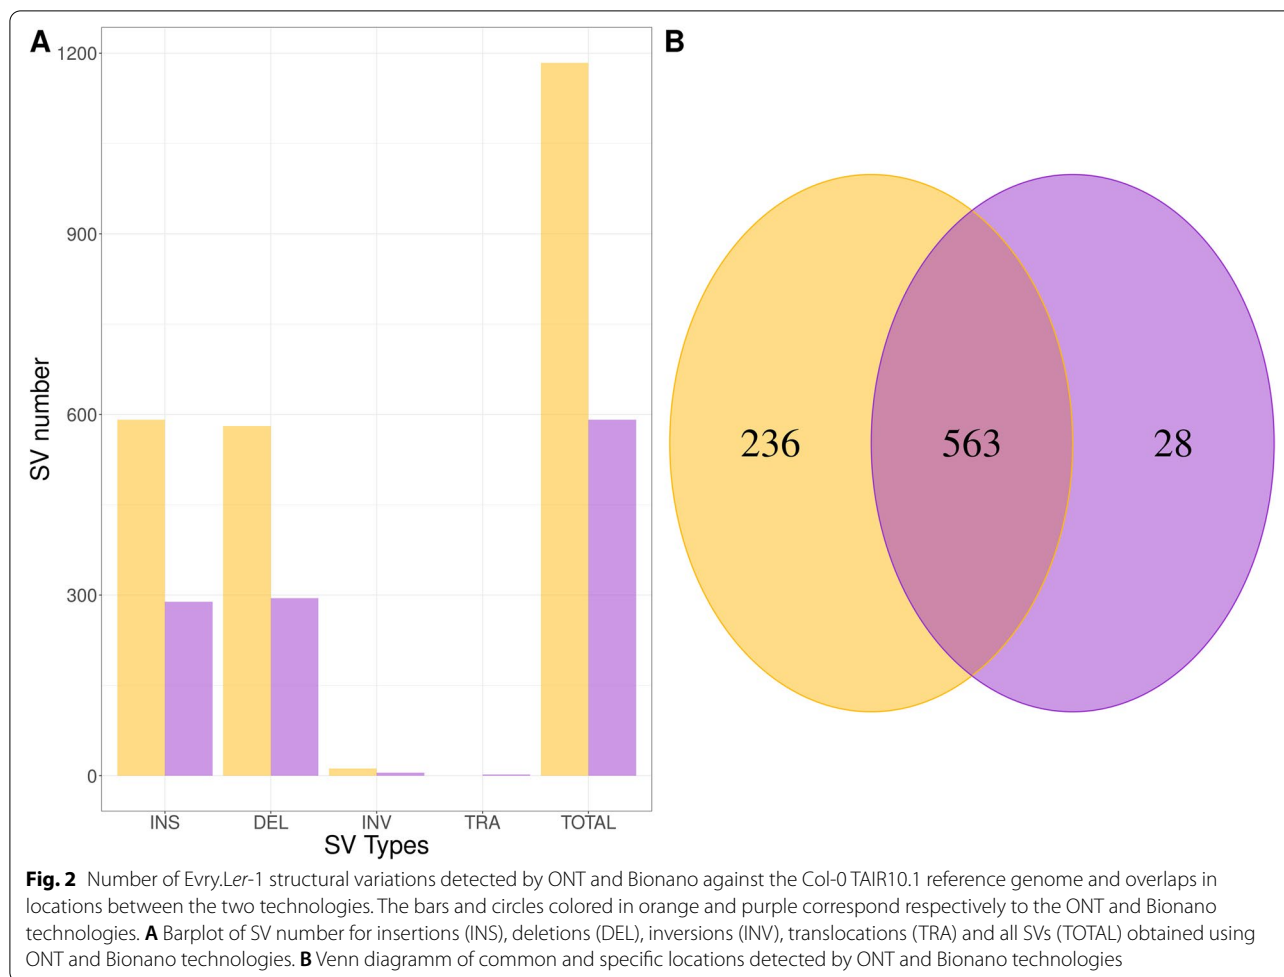 A
B
1200
900
600
300
0
SV number
INS DEL INV TRA TOTAL
SV Types
236 563 28
Fig. 2 Number of Evry.Ler-1 structural variations detected by ONT and Bionano against the Col-0 TAIR10.1 reference genome and overlaps in
locations between the two technologies. The bars and circles colored in orange and purple correspond respectively to the ONT and Bionano
technologies. A Barplot of SV number for insertions (INS), deletions (DEL), inversions (INV), translocations (TRA) and all SVs (TOTAL) obtained using
ONT and Bionano technologies. B Venn diagramm of common and specific locations detected by ONT and Bionano technologies